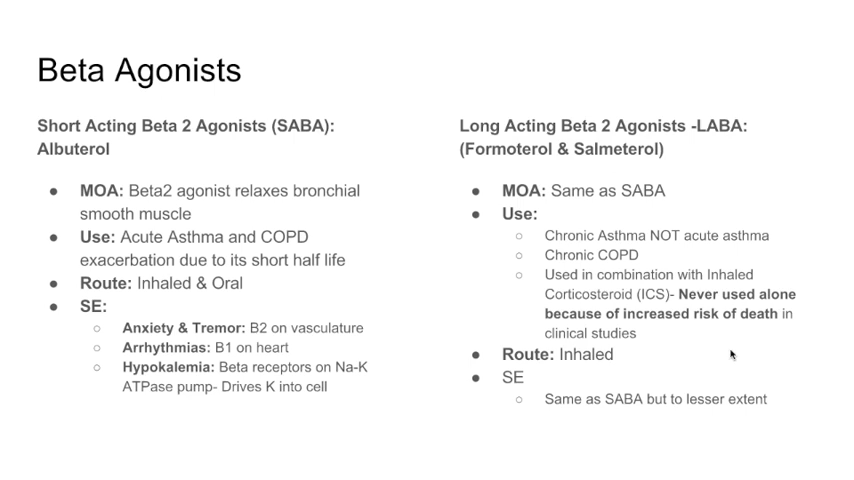 Beta Agonists
Short Acting Beta 2 Agonists (SABA):
Albuterol
● MOA: Beta2 agonist relaxes bronchial
smooth muscle
● Use: Acute Asthma and COPD
exacerbation due to its short half life
● Route: Inhaled & Oral
● SE:
○ Anxiety & Tremor: B2 on vasculature
○ Arrhythmias: B1 on heart
○ Hypokalemia: Beta receptors on Na-K
ATPase pump- Drives K into cell
Long Acting Beta 2 Agonists -LABA:
(Formoterol & Salmeterol)
● MOA: Same as SABA
● Use:
○ Chronic Asthma NOT acute asthma
○ Chronic COPD
○ Used in combination with Inhaled
Corticosteroid (ICS)- Never used alone
because of increased risk of death in
clinical studies
● Route: Inhaled
● SE
○ Same as SABA but to lesser extent